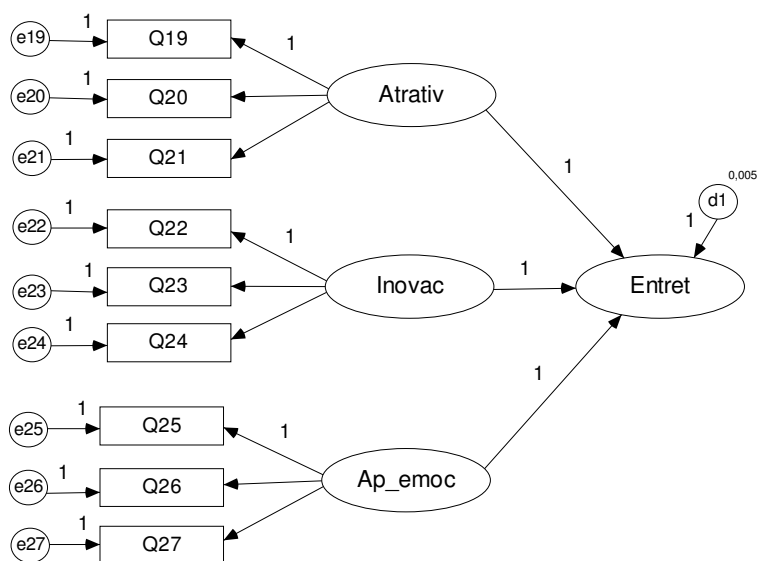 e19 1 Q19 1
e20 1 Q20
e21 1 Q21
Atrativ
1
0,005
d1
1
e22 1 Q22 1
e23 1 Q23
e24 1 Q24
Inovac
1
Entret
e25 1 Q25 1
e26 1 Q26
e27 1 Q27
Ap_emoc
1